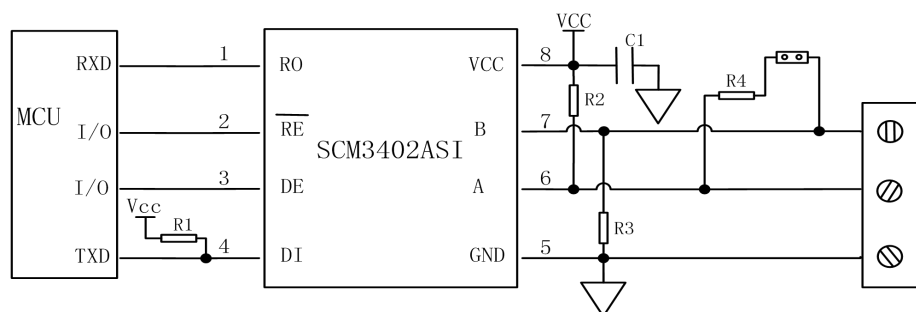 VCC
C1
RXD
1
RO
VCC
8
R2
R4
MCU
I/O
2
RE
B
7
SCM3402ASI
I/O
3
DE
A
6
Vcc
R1
R3
TXD
4
DI
GND
5